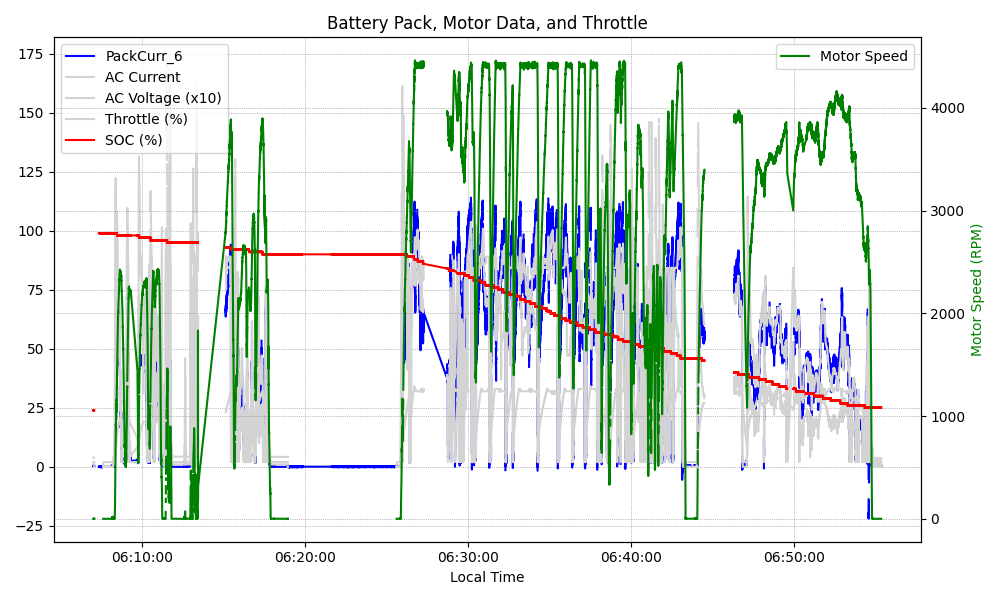 Battery Pack, Motor Data, and Throttle
PackCurr_6
AC Current
AC Voltage (x10)
Throttle (%)
SOC (%)
Motor Speed
175
150
125
100
75
50
25
0
−25
4000
3000
2000
1000
0
Motor Speed (RPM)
06:10:00
06:20:00
06:30:00
06:40:00
06:50:00
Local Time